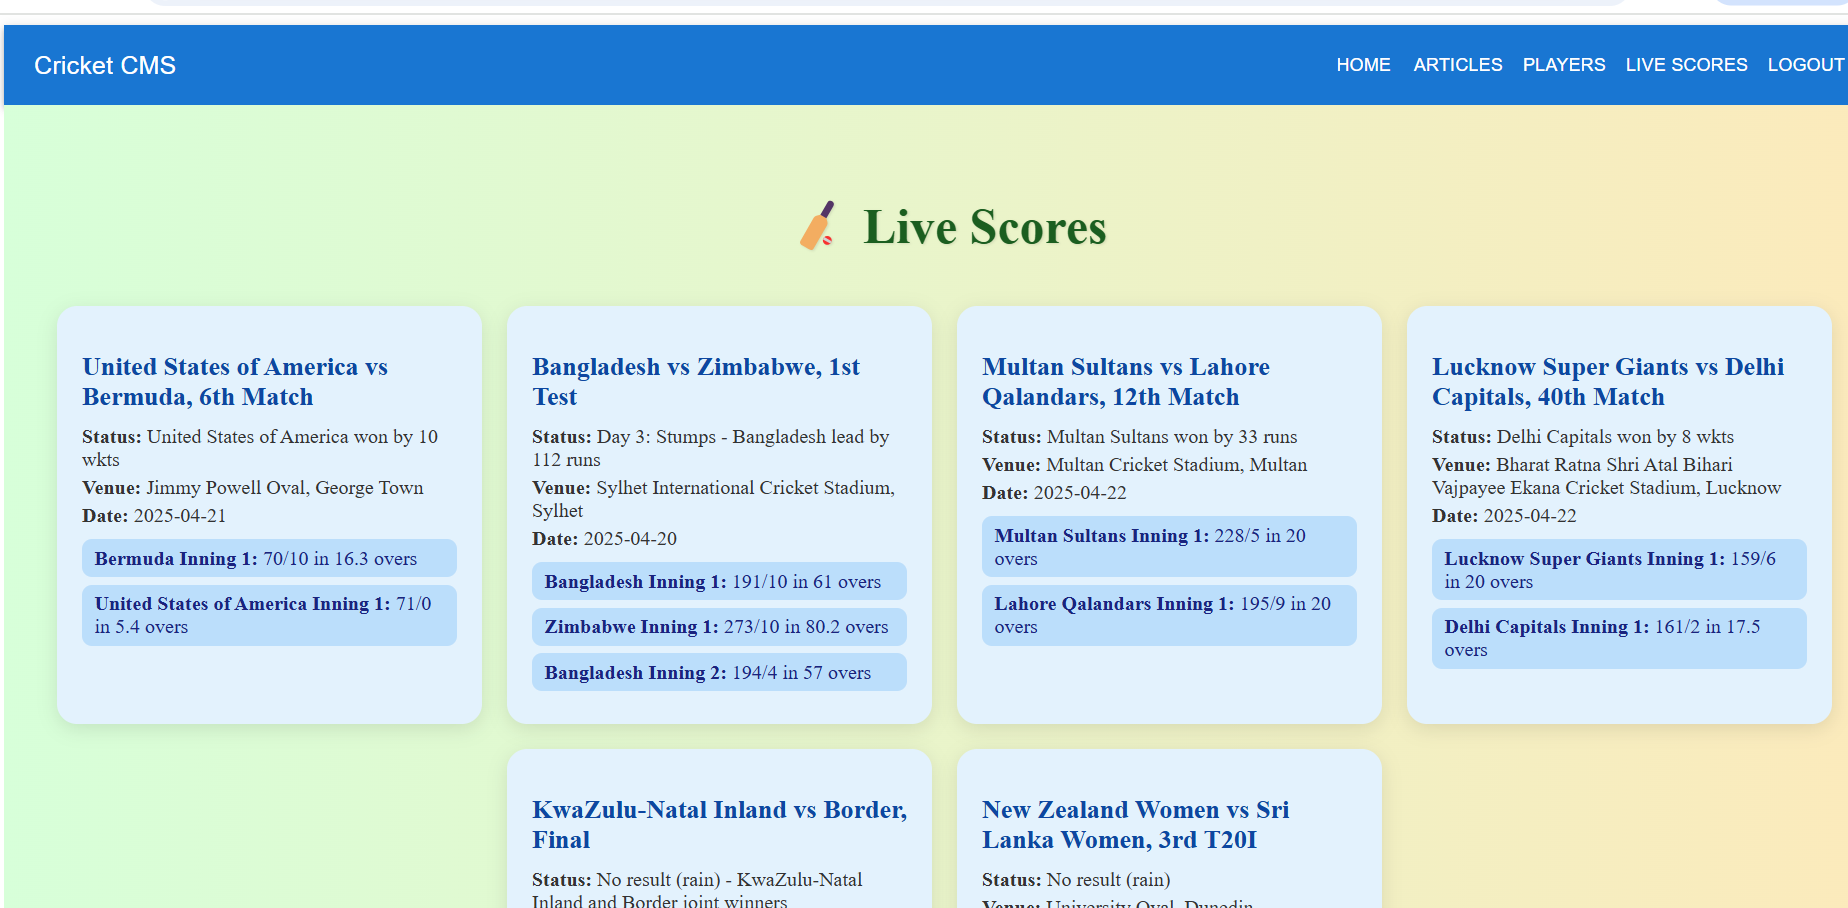 Cricket CMS
HOME ARTICLES PLAYERS LIVE SCORES LOGOUT
Live Scores
United States of America vs
Bermuda, 6th Match
Status: United States of America won by 10
wkts
Venue: Jimmy Powell Oval, George Town
Date: 2025-04-21
Bermuda Inning 1: 70/10 in 16.3 overs
United States of America Inning 1: 71/0
in 5.4 overs
Bangladesh vs Zimbabwe, 1st
Test
Status: Day 3: Stumps - Bangladesh lead by
112 runs
Venue: Sylhet International Cricket Stadium,
Sylhet
Date: 2025-04-20
Bangladesh Inning 1: 191/10 in 61 overs
Zimbabwe Inning 1: 273/10 in 80.2 overs
Bangladesh Inning 2: 194/4 in 57 overs
Multan Sultans vs Lahore
Qalandars, 12th Match
Status: Multan Sultans won by 33 runs
Venue: Multan Cricket Stadium, Multan
Date: 2025-04-22
Multan Sultans Inning 1: 228/5 in 20
overs
Lahore Qalandars Inning 1: 195/9 in 20
overs
Lucknow Super Giants vs Delhi
Capitals, 40th Match
Status: Delhi Capitals won by 8 wkts
Venue: Bharat Ratna Shri Atal Bihari
Vajpayee Ekana Cricket Stadium, Lucknow
Date: 2025-04-22
Lucknow Super Giants Inning 1: 159/6
in 20 overs
Delhi Capitals Inning 1: 161/2 in 17.5
overs
KwaZulu-Natal Inland vs Border,
Final
Status: No result (rain) - KwaZulu-Natal
Inland and Border joint winners
New Zealand Women vs Sri
Lanka Women, 3rd T20I
Status: No result (rain)
Venue: University Oval, Dunedin